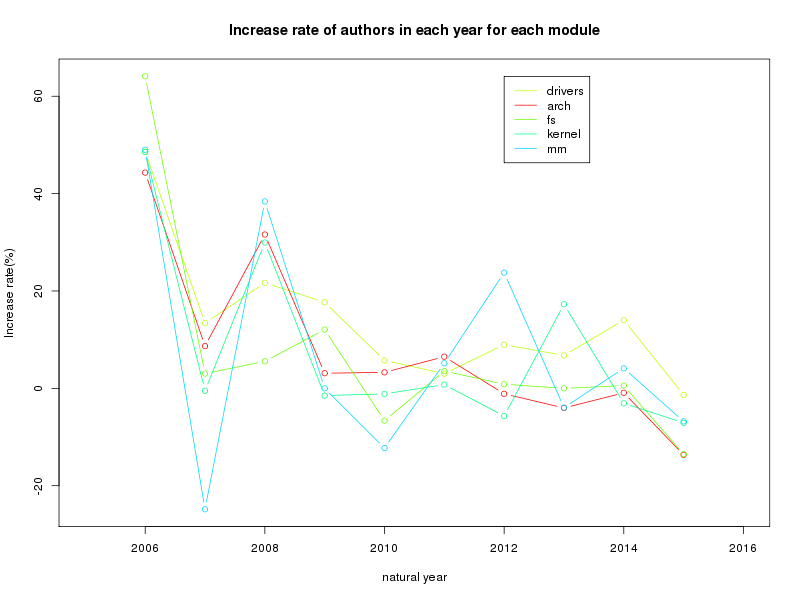 Increase rate of authors in each year for each module
Increase rate(%)
60
40
20
0
-20
drivers
arch
fs
kernel
mm
2006 2008 2010 2012 2014 2016
natural year